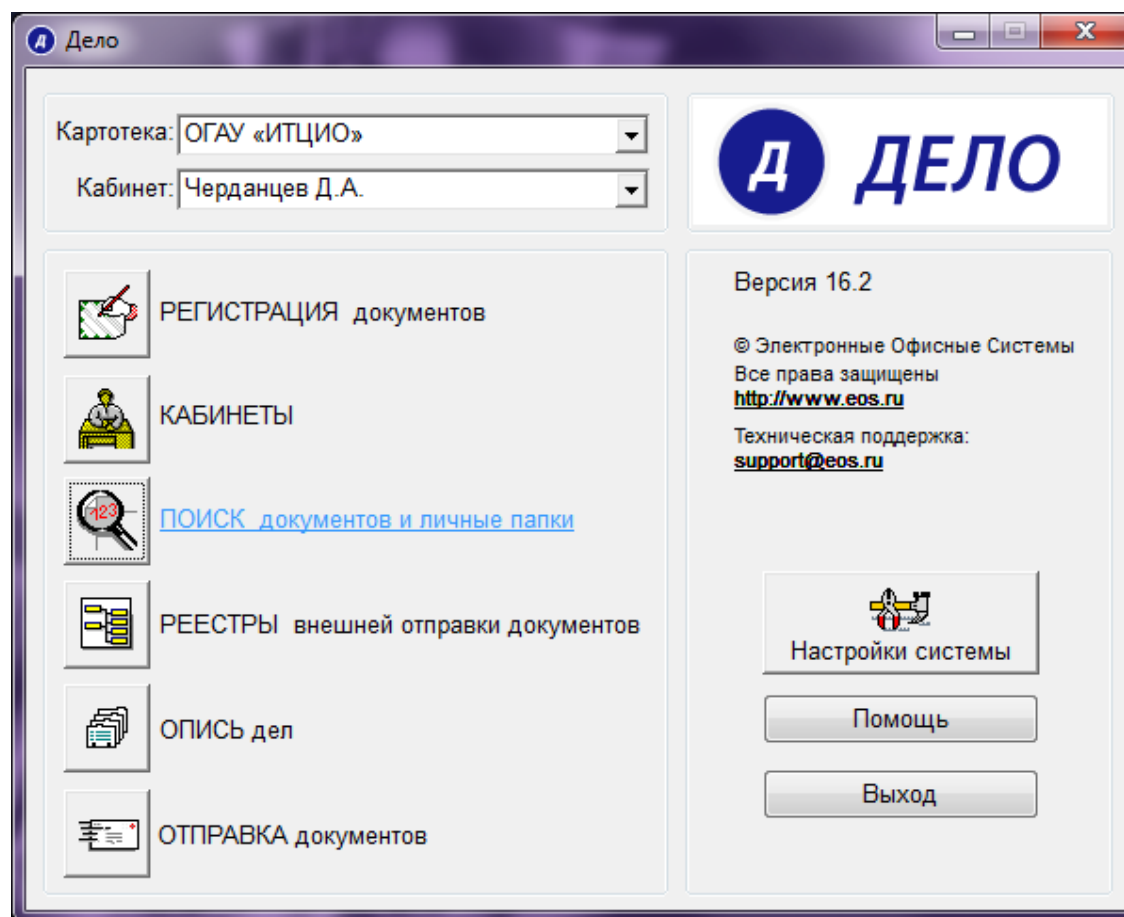 Дело
Картотека: ОГАУ «ИТЦИО»
Кабинет: Черданцев Д.А.
Д ДЕЛО
РЕГИСТРАЦИЯ документов
КАБИНЕТЫ
123
ПОИСК документов и личные папки
РЕЕСТРЫ внешней отправки документов
ОПИСЬ дел
ОТПРАВКА документов
Версия 16.2
© Электронные Офисные Системы
Все права защищены
http://www.eos.ru
Техническая поддержка:
support@eos.ru
Настройки системы
Помощь
Выход